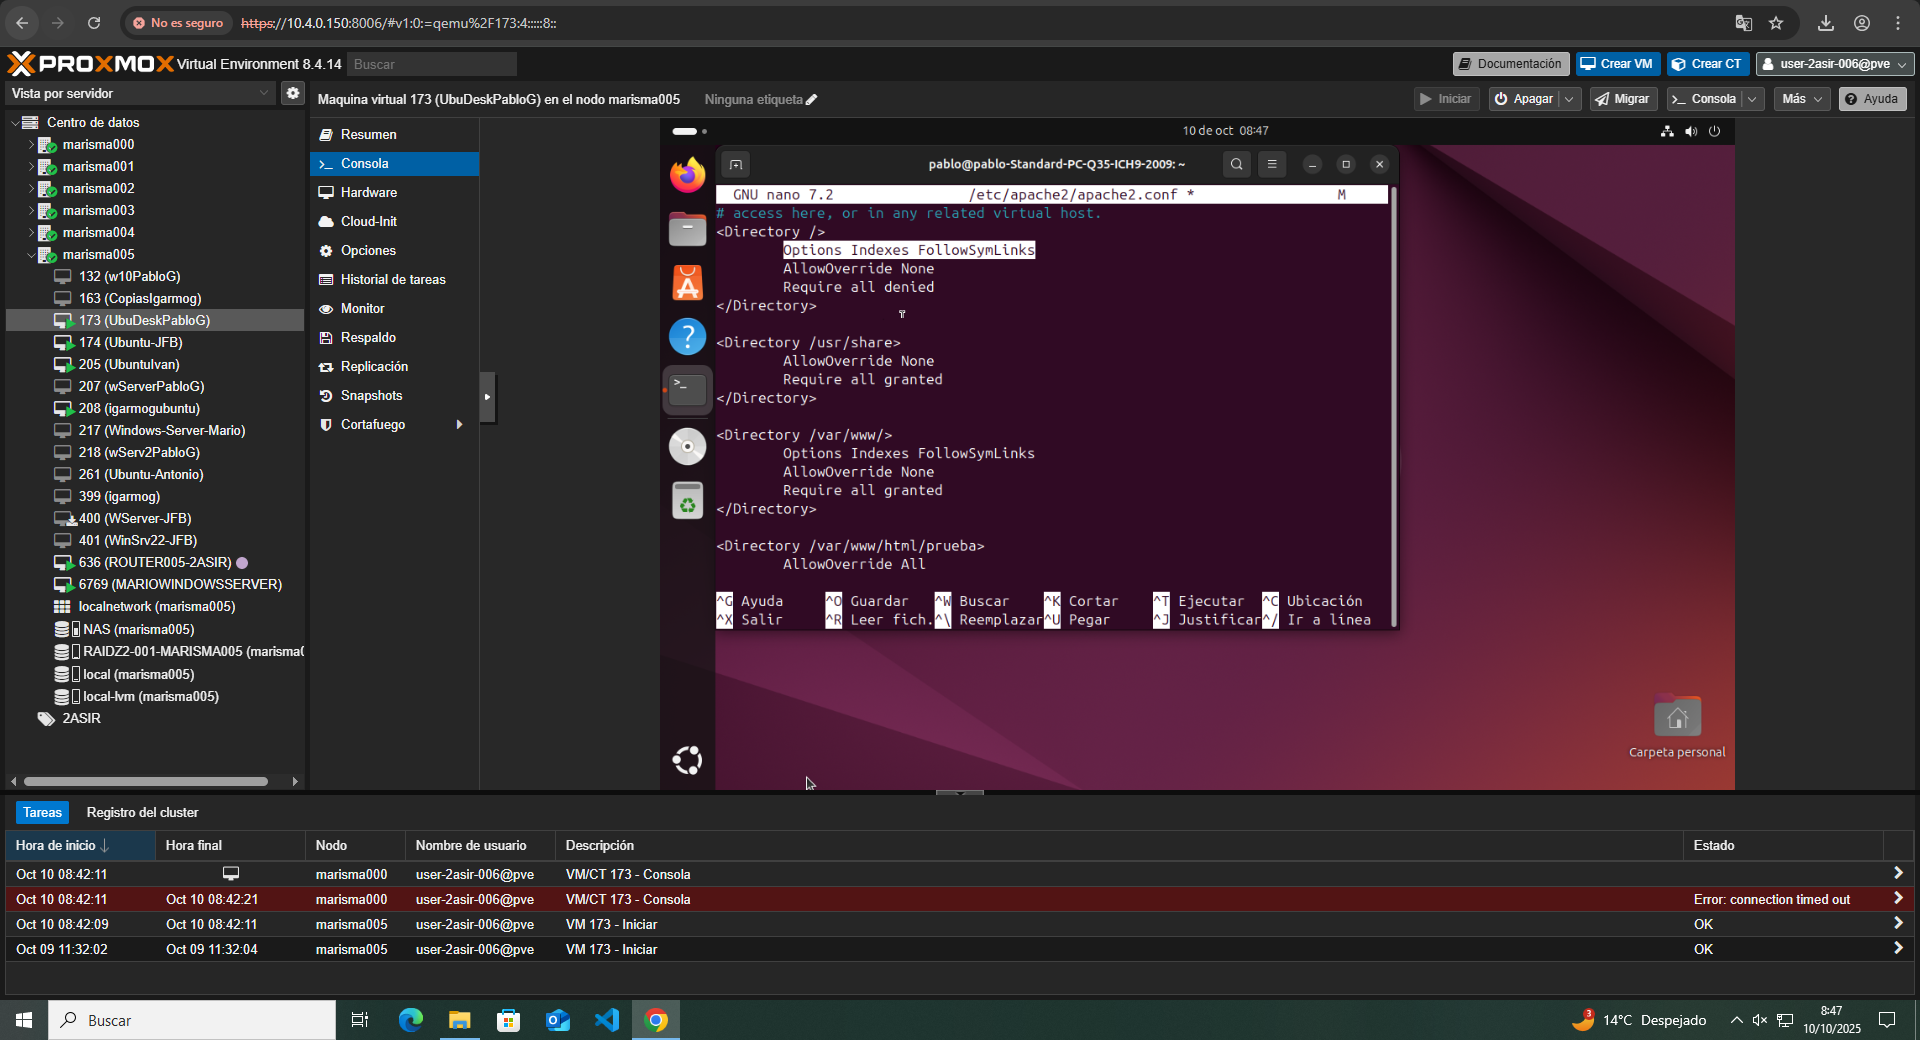 No es seguro
https://10.4.0.150:8006/#v1:0:=qemu%2F173:4:::::8::
PROXMOX Virtual Environment 8.4.14
Buscar
Documentación
Crear VM
Crear CT
user-2asir-006@pve
Vista por servidor
Maquina virtual 173 (UbuDeskPabloG) en el nodo marisma005
Ninguna etiqueta
Iniciar
Apagar
Migrar
Consola
Más
Ayuda
Centro de datos
marisma000
marisma001
marisma002
marisma003
marisma004
marisma005
132 (w10PabloG)
163 (CopiasIgarmog)
173 (UbuDeskPabloG)
174 (Ubuntu-JFB)
205 (UbuntuIvan)
207 (wServerPabloG)
208 (igarmogubuntu)
217 (Windows-Server-Mario)
218 (wServ2PabloG)
261 (Ubuntu-Antonio)
399 (igarmog)
400 (WServer-JFB)
401 (WinSrv22-JFB)
636 (ROUTER005-2ASIR)
6769 (MARIOWINDOWSSERVER)
localnetwork (marisma005)
NAS (marisma005)
RAIDZ2-001-MARISMA005 (marisma0
local (marisma005)
local-lvm (marisma005)
2ASIR
Resumen
Consola
Hardware
Cloud-Init
Opciones
Historial de tareas
Monitor
Respaldo
Replicación
Snapshots
Cortafuego
10 de oct 08:47
pablo@pablo-Standard-PC-Q35-ICH9-2009: ~
GNU nano 7.2 /etc/apache2/apache2.conf * M
# access here, or in any related virtual host.
<Directory />
Options Indexes FollowSymLinks
AllowOverride None
Require all denied
</Directory>
<Directory /usr/share>
AllowOverride None
Require all granted
</Directory>
<Directory /var/www/>
Options Indexes FollowSymLinks
AllowOverride None
Require all granted
</Directory>
<Directory /var/www/html/prueba>
AllowOverride All
^G Ayuda ^O Guardar ^W Buscar ^K Cortar ^T Ejecutar ^C Ubicación
^X Salir ^R Leer fich. ^\ Reemplazar ^U Pegar ^J Justificar ^/ Ir a línea
Carpeta personal
Tareas
Registro del cluster
Hora de inicio Hora final Nodo Nombre de usuario Descripción Estado
Oct 10 08:42:11 marisma000 user-2asir-006@pve VM/CT 173 - Consola
Oct 10 08:42:11 Oct 10 08:42:21 marisma000 user-2asir-006@pve VM/CT 173 - Consola Error: connection timed out
Oct 10 08:42:09 Oct 10 08:42:11 marisma005 user-2asir-006@pve VM 173 - Iniciar OK
Oct 09 11:32:02 Oct 09 11:32:04 marisma005 user-2asir-006@pve VM 173 - Iniciar OK
Buscar
3
14°C Despejado
8:47
10/10/2025